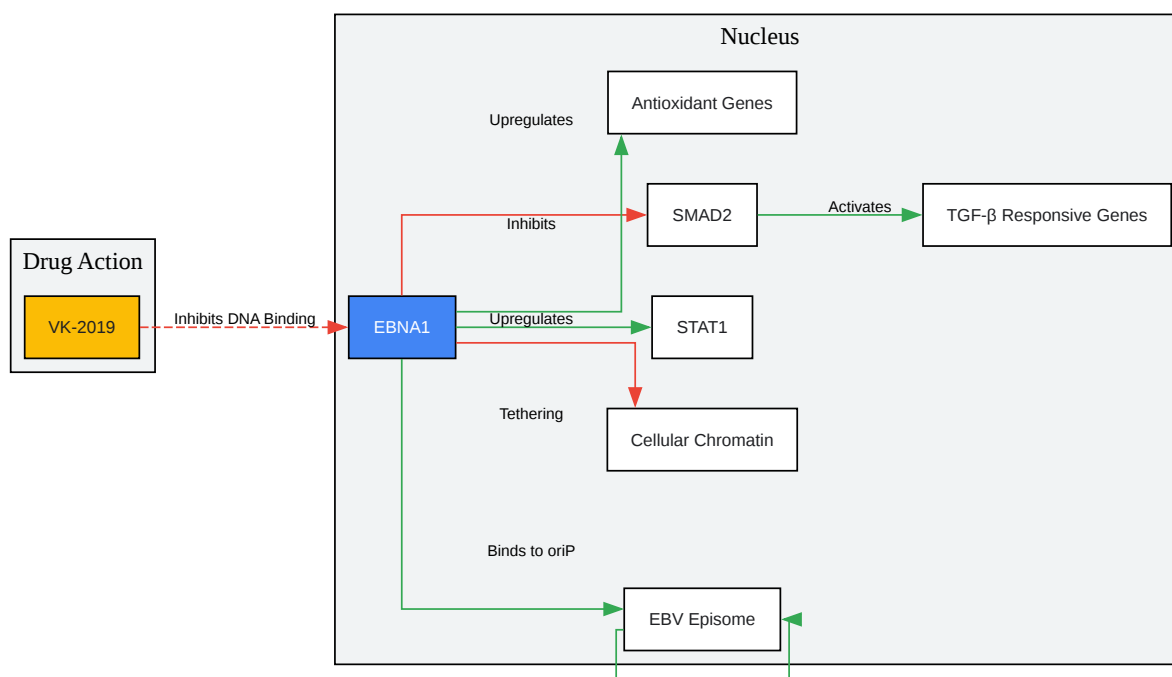 Nucleus
Antioxidant Genes
Upregulates
SMAD2
Activates
TGF-β Responsive Genes
Inhibits
Drug Action
VK-2019
Inhibits DNA Binding
EBNA1
Upregulates
STAT1
Tethering
Cellular Chromatin
Binds to oriP
EBV Episome